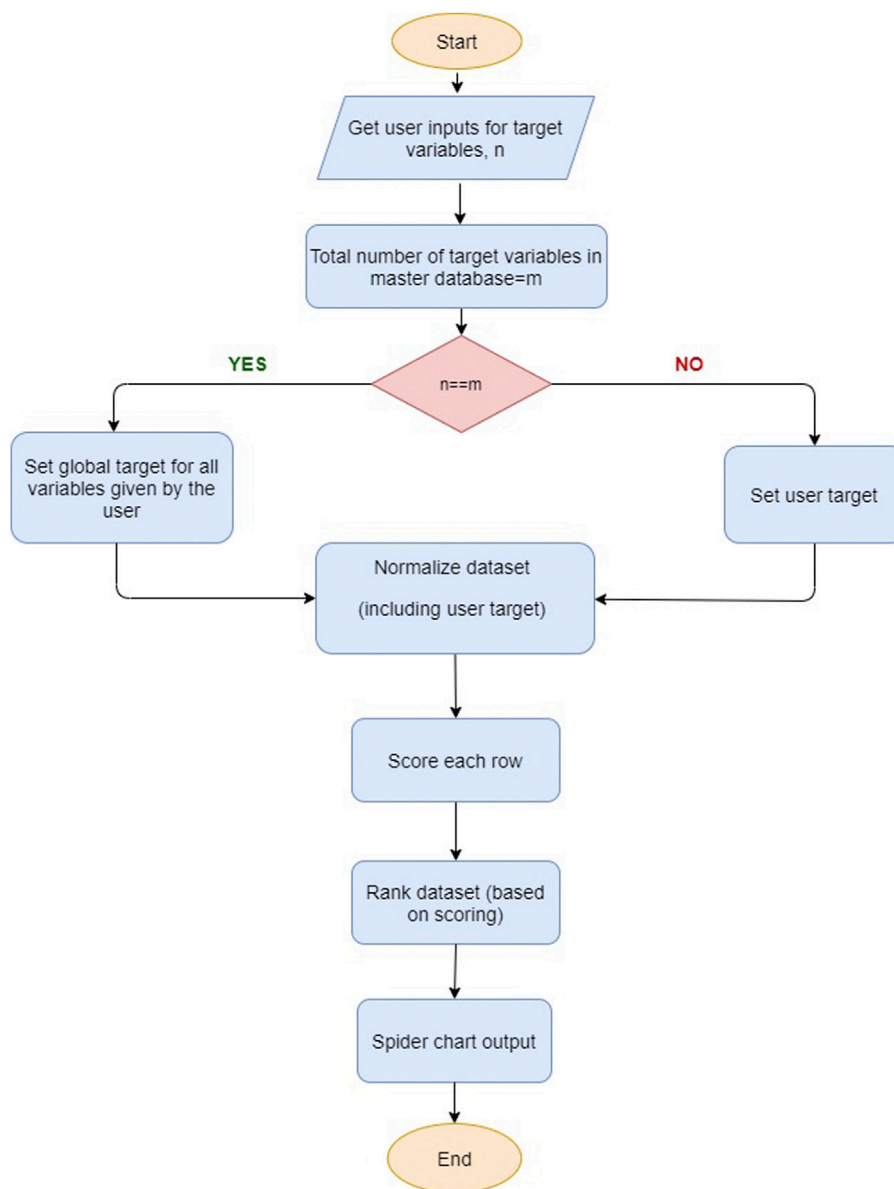 Start
Get user inputs for target
variables, n
Total number of target variables in
master database=m
YES
n==m
NO
Set global target for all
variables given by the
user
Set user target
Normalize dataset
(including user target)
Score each row
Rank dataset (based
on scoring)
Spider chart output
End